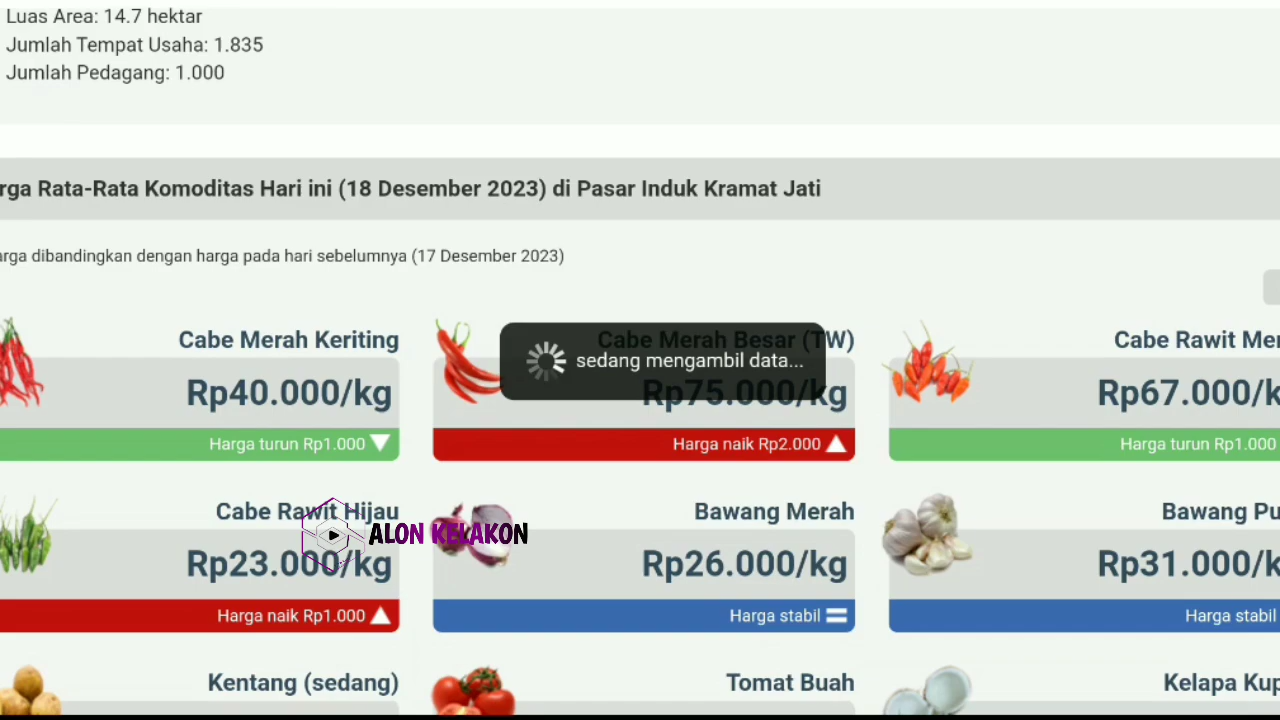 Luas Area: 14.7 hektar
Jumlah Tempat Usaha: 1.835
Jumlah Pedagang: 1.000
rga Rata-Rata Komoditas Hari ini (18 Desember 2023) di Pasar Induk Kramat Jati
arga dibandingkan dengan harga pada hari sebelumnya (17 Desember 2023)
Cabe Merah Keriting
Rp40.000/kg
Harga turun Rp1.000
Cabe Merah Besar (TW)
sedang mengambil data...
Rp75.000/kg
Harga naik Rp2.000
Cabe Rawit Mer
Rp67.000/k
Harga turun Rp1.000
Cabe Rawit Hijau
ALON KELAKON
Rp23.000/kg
Harga naik Rp1.000
Bawang Merah
Rp26.000/kg
Harga stabil
Bawang Pu
Rp31.000/k
Harga stabil
Kentang (sedang)
Tomat Buah
Kelapa Kup